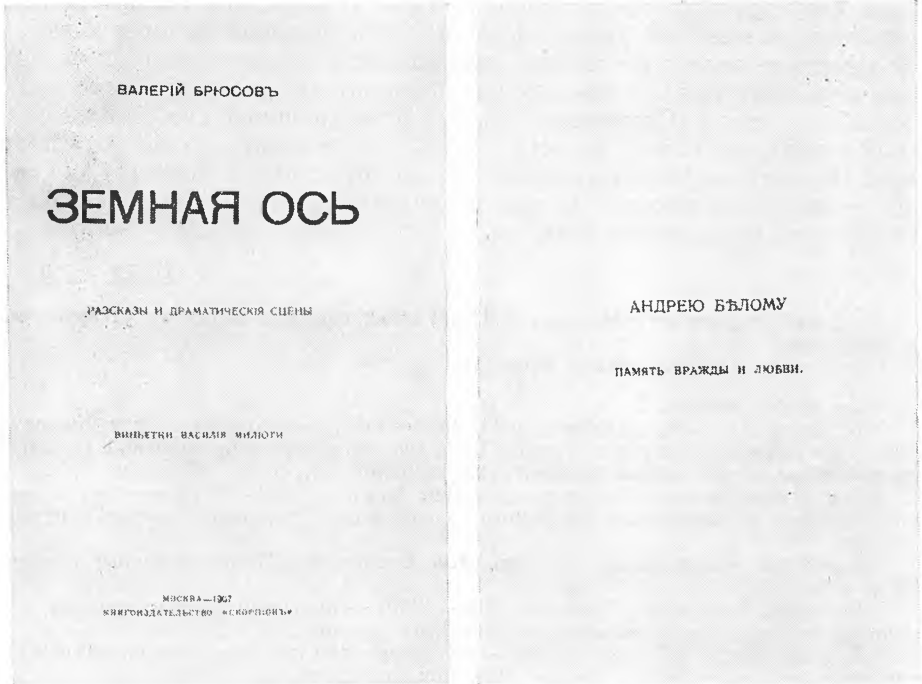 ВАЛЕРІЙ БРЮСОВЪ
ЗЕМНАЯ ОСЬ
РАЗСКАЗЫ И ДРАМАТИЧЕСКІЯ СЦЕНЫ
ВИНЬЕТКИ ВАСИЛІЯ МИЛІОТИ
МОСКВА—1907
КНИГОИЗДАТЕЛЬСТВО «СКОРПІОНЪ»
АНДРЕЮ БѢЛОМУ
ПАМЯТЬ ВРАЖДЫ И ЛЮБВИ.